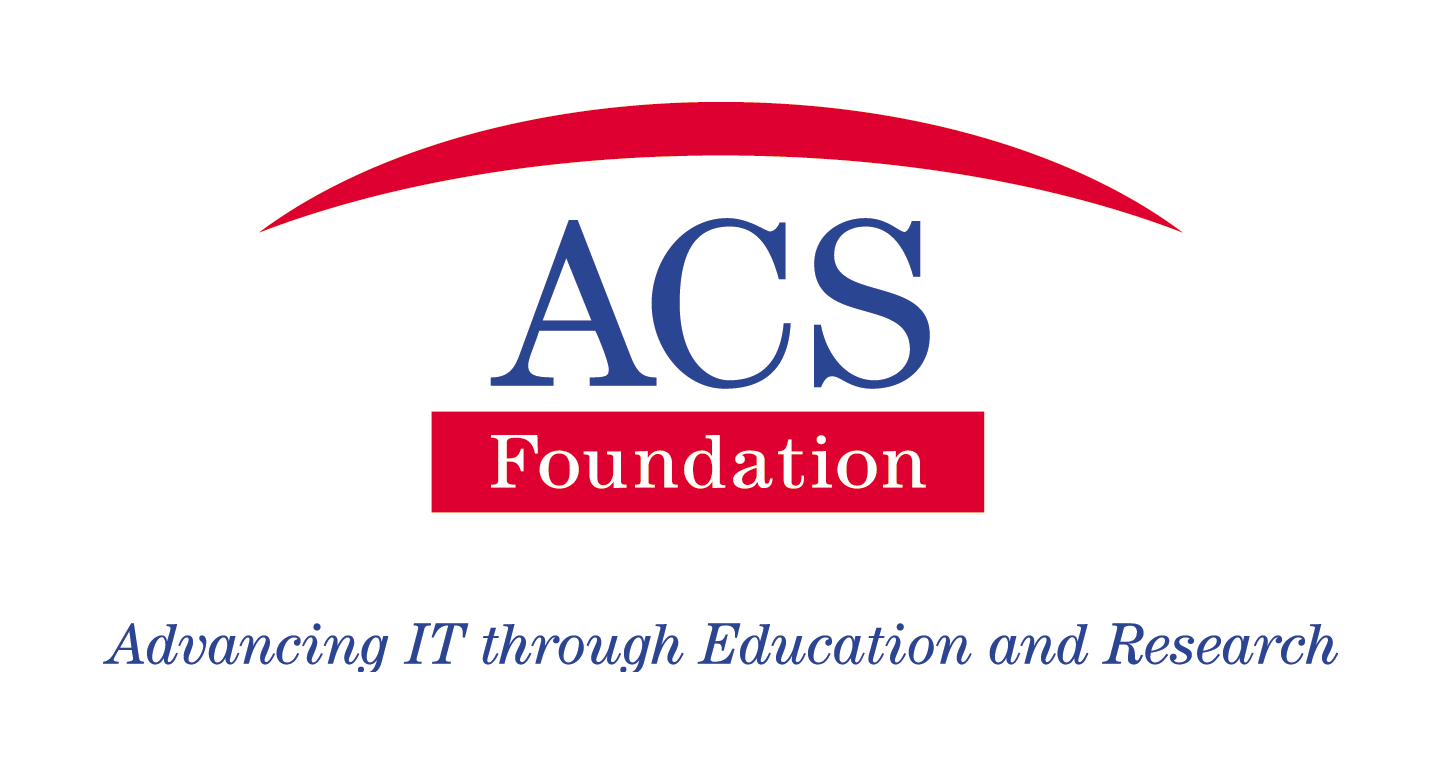 ACS
Foundation
Advancing IT through Education and Research